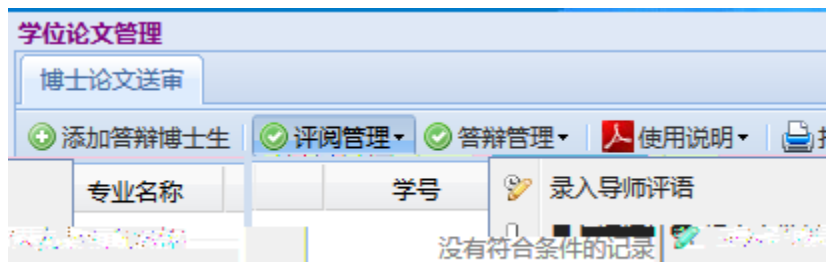 学位论文管理
博士论文送审
添加答辩博士生 评阅管理 答辩管理 使用说明
专业名称 学号 录入导师评语
没有符合条件的记录